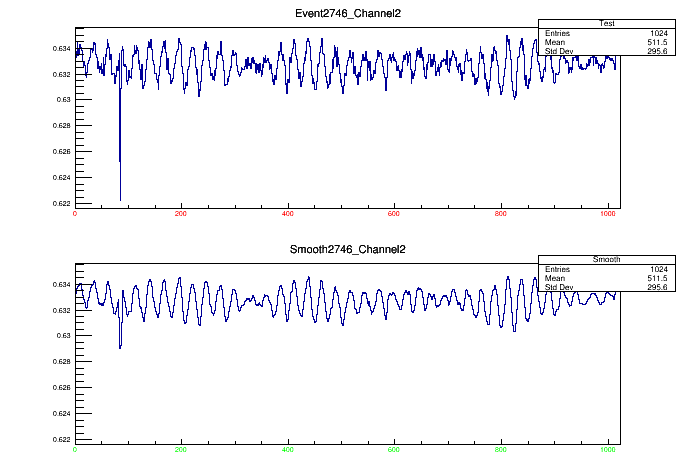 Event2746_Channel2
Test
Entries 1024
Mean 511.5
Std Dev 295.6
0.634
0.632
0.63
0.628
0.626
0.624
0.622
0 200 400 600 800 1000
Smooth2746_Channel2
Smooth
Entries 1024
Mean 511.5
Std Dev 295.6
0.634
0.632
0.63
0.628
0.626
0.624
0.622
0 200 400 600 800 1000